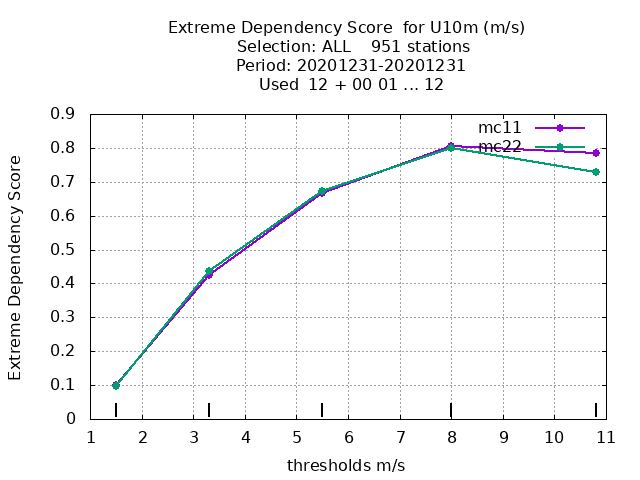 Extreme Dependency Score  for U10m (m/s)
Selection: ALL    951 stations
Period: 20201231-20201231
Used  12 + 00 01 ... 12
mc11
mc22
Extreme Dependency Score
0.9
0.8
0.7
0.6
0.5
0.4
0.3
0.2
0.1
0
1 2 3 4 5 6 7 8 9 10 11
thresholds m/s